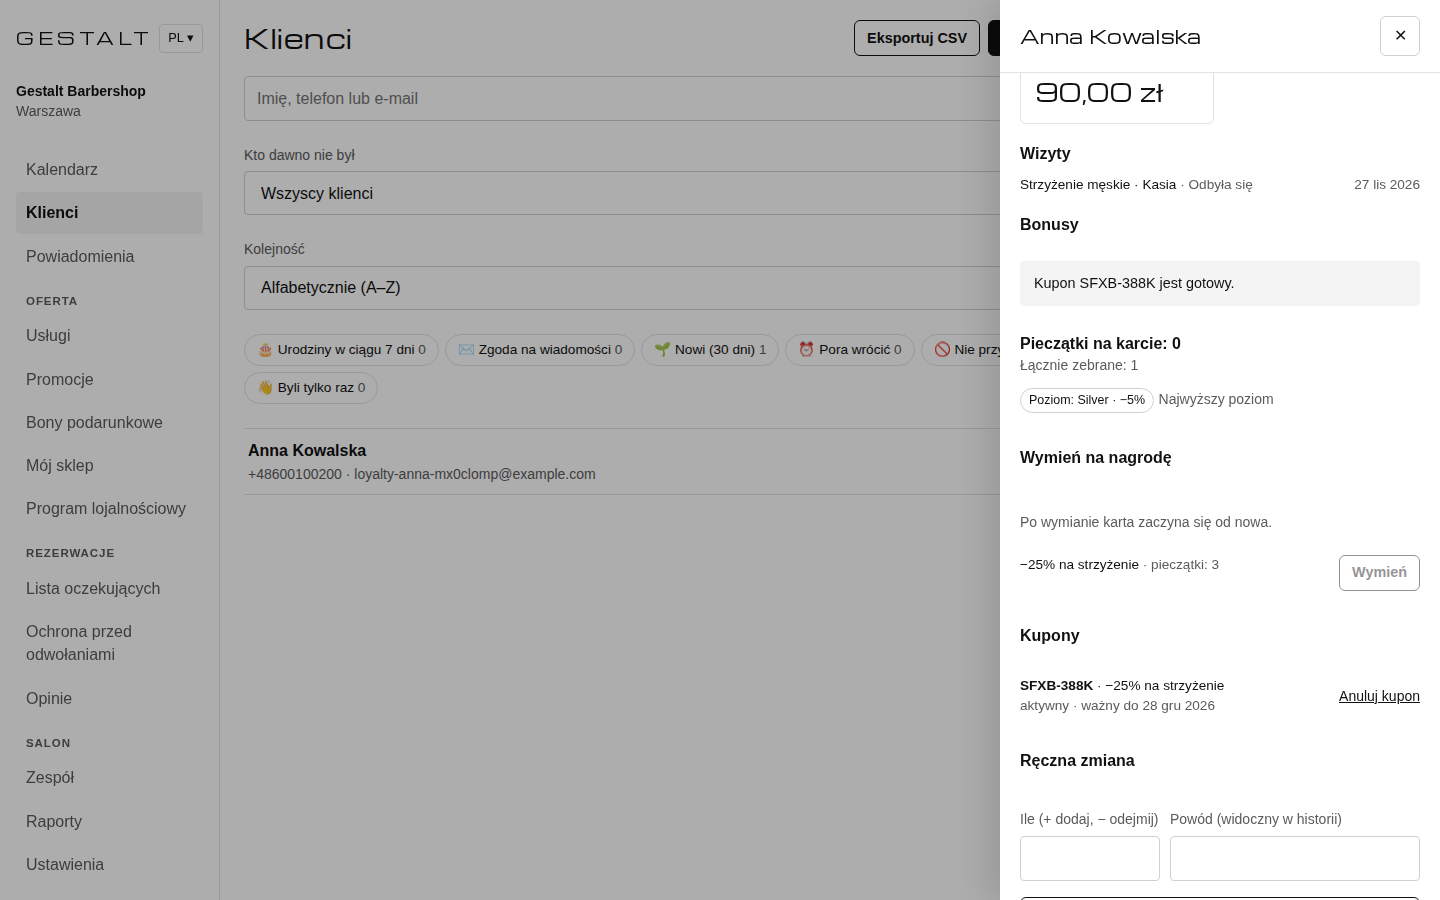 GESTALT
PL ▾
Gestalt Barbershop
Warszawa
Kalendarz
Klienci
Powiadomienia
OFERTA
Usługi
Promocje
Bony podarunkowe
Mój sklep
Program lojalnościowy
REZERWACJE
Lista oczekujących
Ochrona przed
odwołaniami
Opinie
SALON
Zespół
Raporty
Ustawienia
Klienci
Eksportuj CSV
Imię, telefon lub e-mail
Kto dawno nie był
Wszyscy klienci
Kolejność
Alfabetycznie (A–Z)
🎂 Urodziny w ciągu 7 dni 0
✉️ Zgoda na wiadomości 0
🌱 Nowi (30 dni) 1
⏰ Pora wrócić 0
🚫 Nie przy
👋 Byli tylko raz 0
Anna Kowalska
+48600100200 · loyalty-anna-mx0clomp@example.com
Anna Kowalska
✕
90,00 zł
Wizyty
Strzyżenie męskie · Kasia · Odbyła się
27 lis 2026
Bonusy
Kupon SFXB-388K jest gotowy.
Pieczątki na karcie: 0
Łącznie zebrane: 1
Poziom: Silver · −5% Najwyższy poziom
Wymień na nagrodę
Po wymianie karta zaczyna się od nowa.
−25% na strzyżenie · pieczątki: 3
Wymień
Kupony
SFXB-388K · −25% na strzyżenie
aktywny · ważny do 28 gru 2026
Anuluj kupon
Ręczna zmiana
Ile (+ dodaj, − odejmij)
Powód (widoczny w historii)